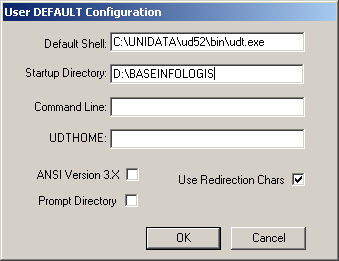 User DEFAULT Configuration
Default Shell: C:\UNIDATA\ud52\bin\udt.exe
Startup Directory: D:\BASEINFOLOGIS
Command Line:
UDTHOME:
ANSI Version 3.X
Use Redirection Chars
Prompt Directory
OK Cancel